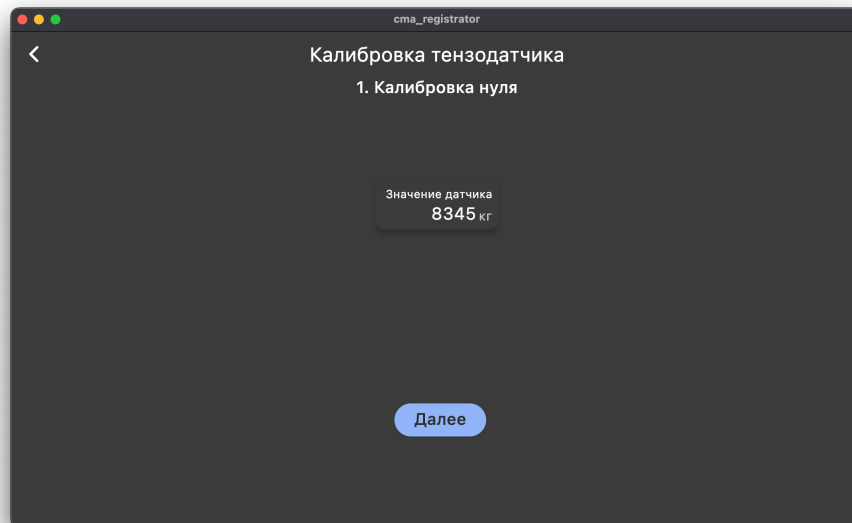 cma_registrator
Калибровка тензодатчика
1. Калибровка нуля
Значение датчика
8345 кг
Далее